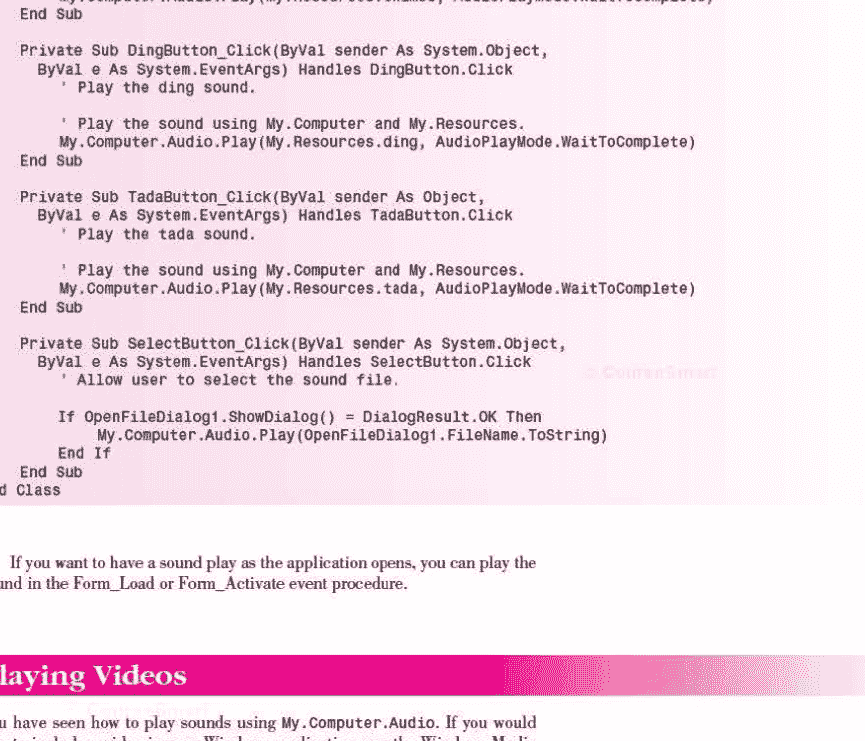 End Sub
Private Sub DingButton_Click(ByVal sender As System.Object,
ByVal e As System.EventArgs) Handles DingButton.Click
' Play the ding sound.
' Play the sound using My.Computer and My.Resources.
My.Computer.Audio.Play(My.Resources.ding, AudioPlayMode.WaitToComplete)
End Sub
Private Sub TadaButton_Click(ByVal sender As Object,
ByVal e As System.EventArgs) Handles TadaButton.Click
' Play the tada sound.
' Play the sound using My.Computer and My.Resources.
My.Computer.Audio.Play(My.Resources.tada, AudioPlayMode.WaitToComplete)
End Sub
Private Sub SelectButton_Click(ByVal sender As System.Object,
ByVal e As System.EventArgs) Handles SelectButton.Click
' Allow user to select the sound file.
© CourseSmart
If OpenFileDialog1.ShowDialog() = DialogResult.OK Then
My.Computer.Audio.Play(OpenFileDialog1.FileName.ToString)
End If
End Sub
d Class
If you want to have a sound play as the application opens, you can play the
und in the Form_Load or Form_Activate event procedure.
laying Videos
u have seen how to play sounds using My.Computer.Audio. If you would